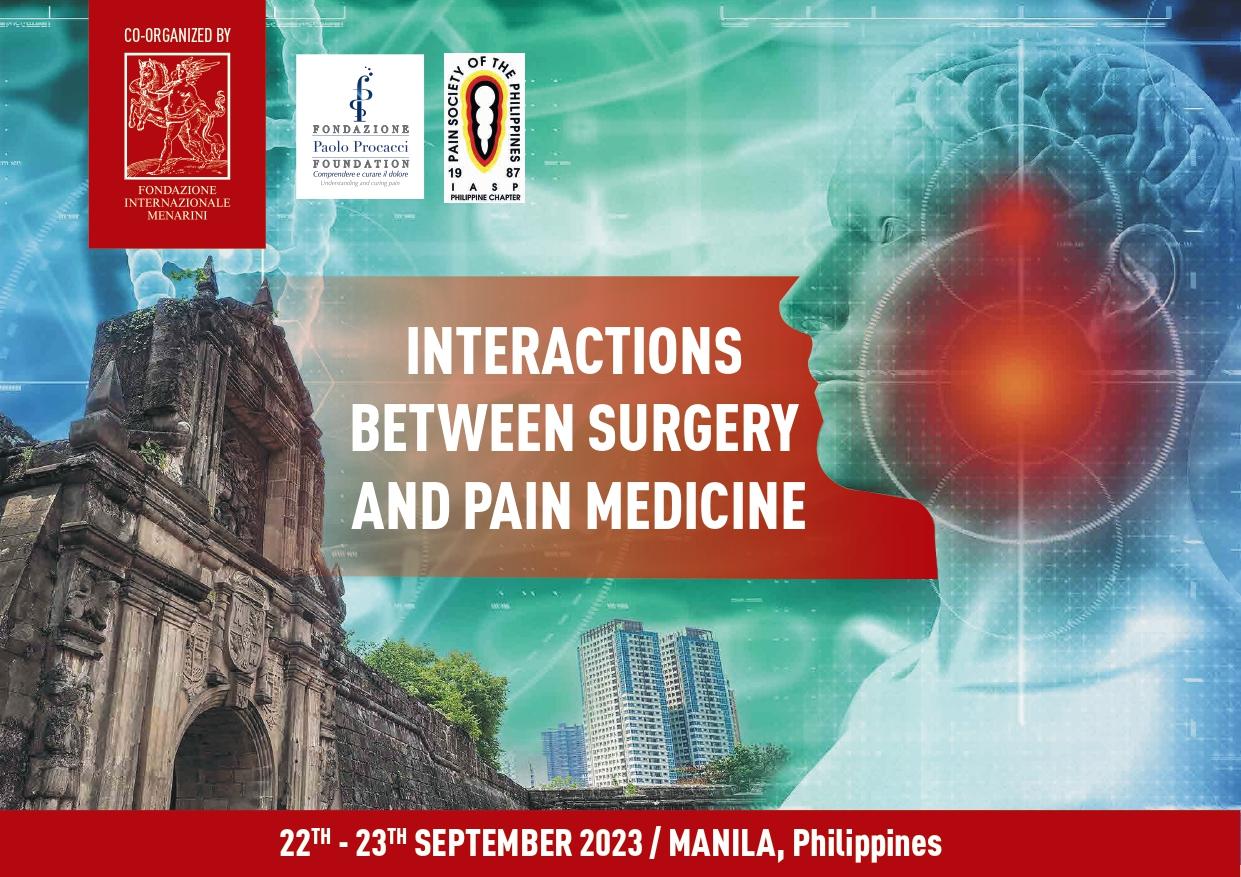 CO-ORGANIZED BY
FONDAZIONE
INTERNAZIONALE
MENARINI
FONDAZIONE
Paolo Procacci
FOUNDATION
Comprendere e curare il dolore
Understanding and curing pain
PAIN SOCIETY OF THE PHILIPPINES
19 87
I A S P
PHILIPPINE CHAPTER
INTERACTIONS
BETWEEN SURGERY
AND PAIN MEDICINE
22TH - 23TH SEPTEMBER 2023 / MANILA, Philippines